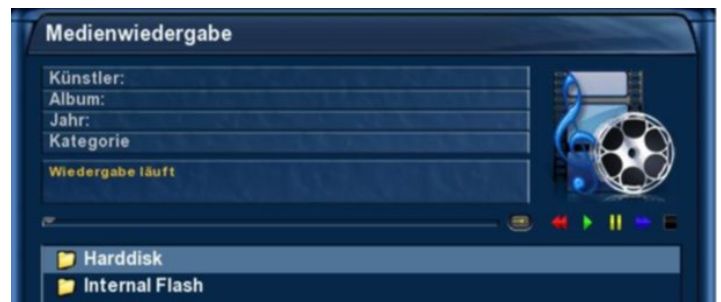 Medienwiedergabe
Künstler:
Album:
Jahr:
Kategorie
Wiedergabe läuft
Harddisk
Internal Flash